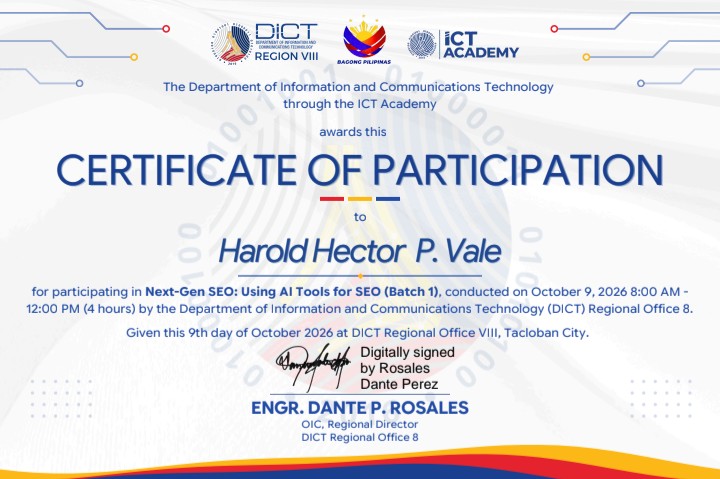 DICT
DEPARTMENT OF INFORMATION AND
COMMUNICATIONS TECHNOLOGY
REGION VIII
BAGONG PILIPINAS
ICT
ACADEMY
The Department of Information and Communications Technology
through the ICT Academy
awards this
CERTIFICATE OF PARTICIPATION
to
Harold Hector P. Vale
for participating in Next-Gen SEO: Using AI Tools for SEO (Batch 1), conducted on October 9, 2026 8:00 AM -
12:00 PM (4 hours) by the Department of Information and Communications Technology (DICT) Regional Office 8.
Given this 9th day of October 2026 at DICT Regional Office VIII, Tacloban City.
Digitally signed
by Rosales
Dante Perez
ENGR. DANTE P. ROSALES
OIC, Regional Director
DICT Regional Office 8